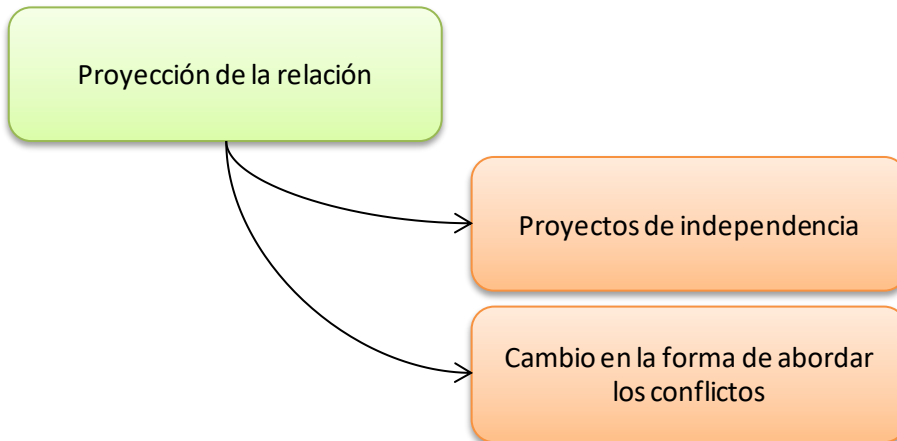 Proyección de la relación
Proyectos de independencia
Cambio en la forma de abordar
los conflictos